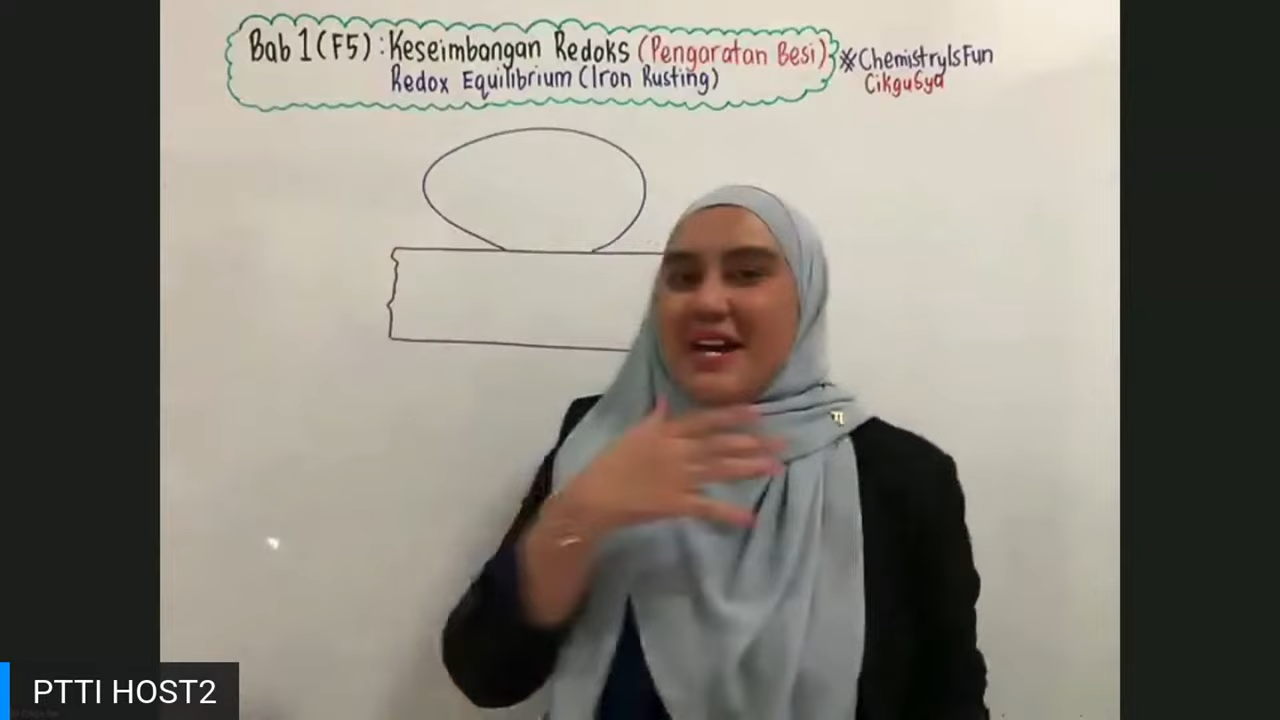 Bab 1 (F5) : Keseimbangan Redoks (Pengaratan Besi)
Redox Equilibrium (Iron Rusting)
*ChemistryIsFun
CikguSya
PTTI HOST2